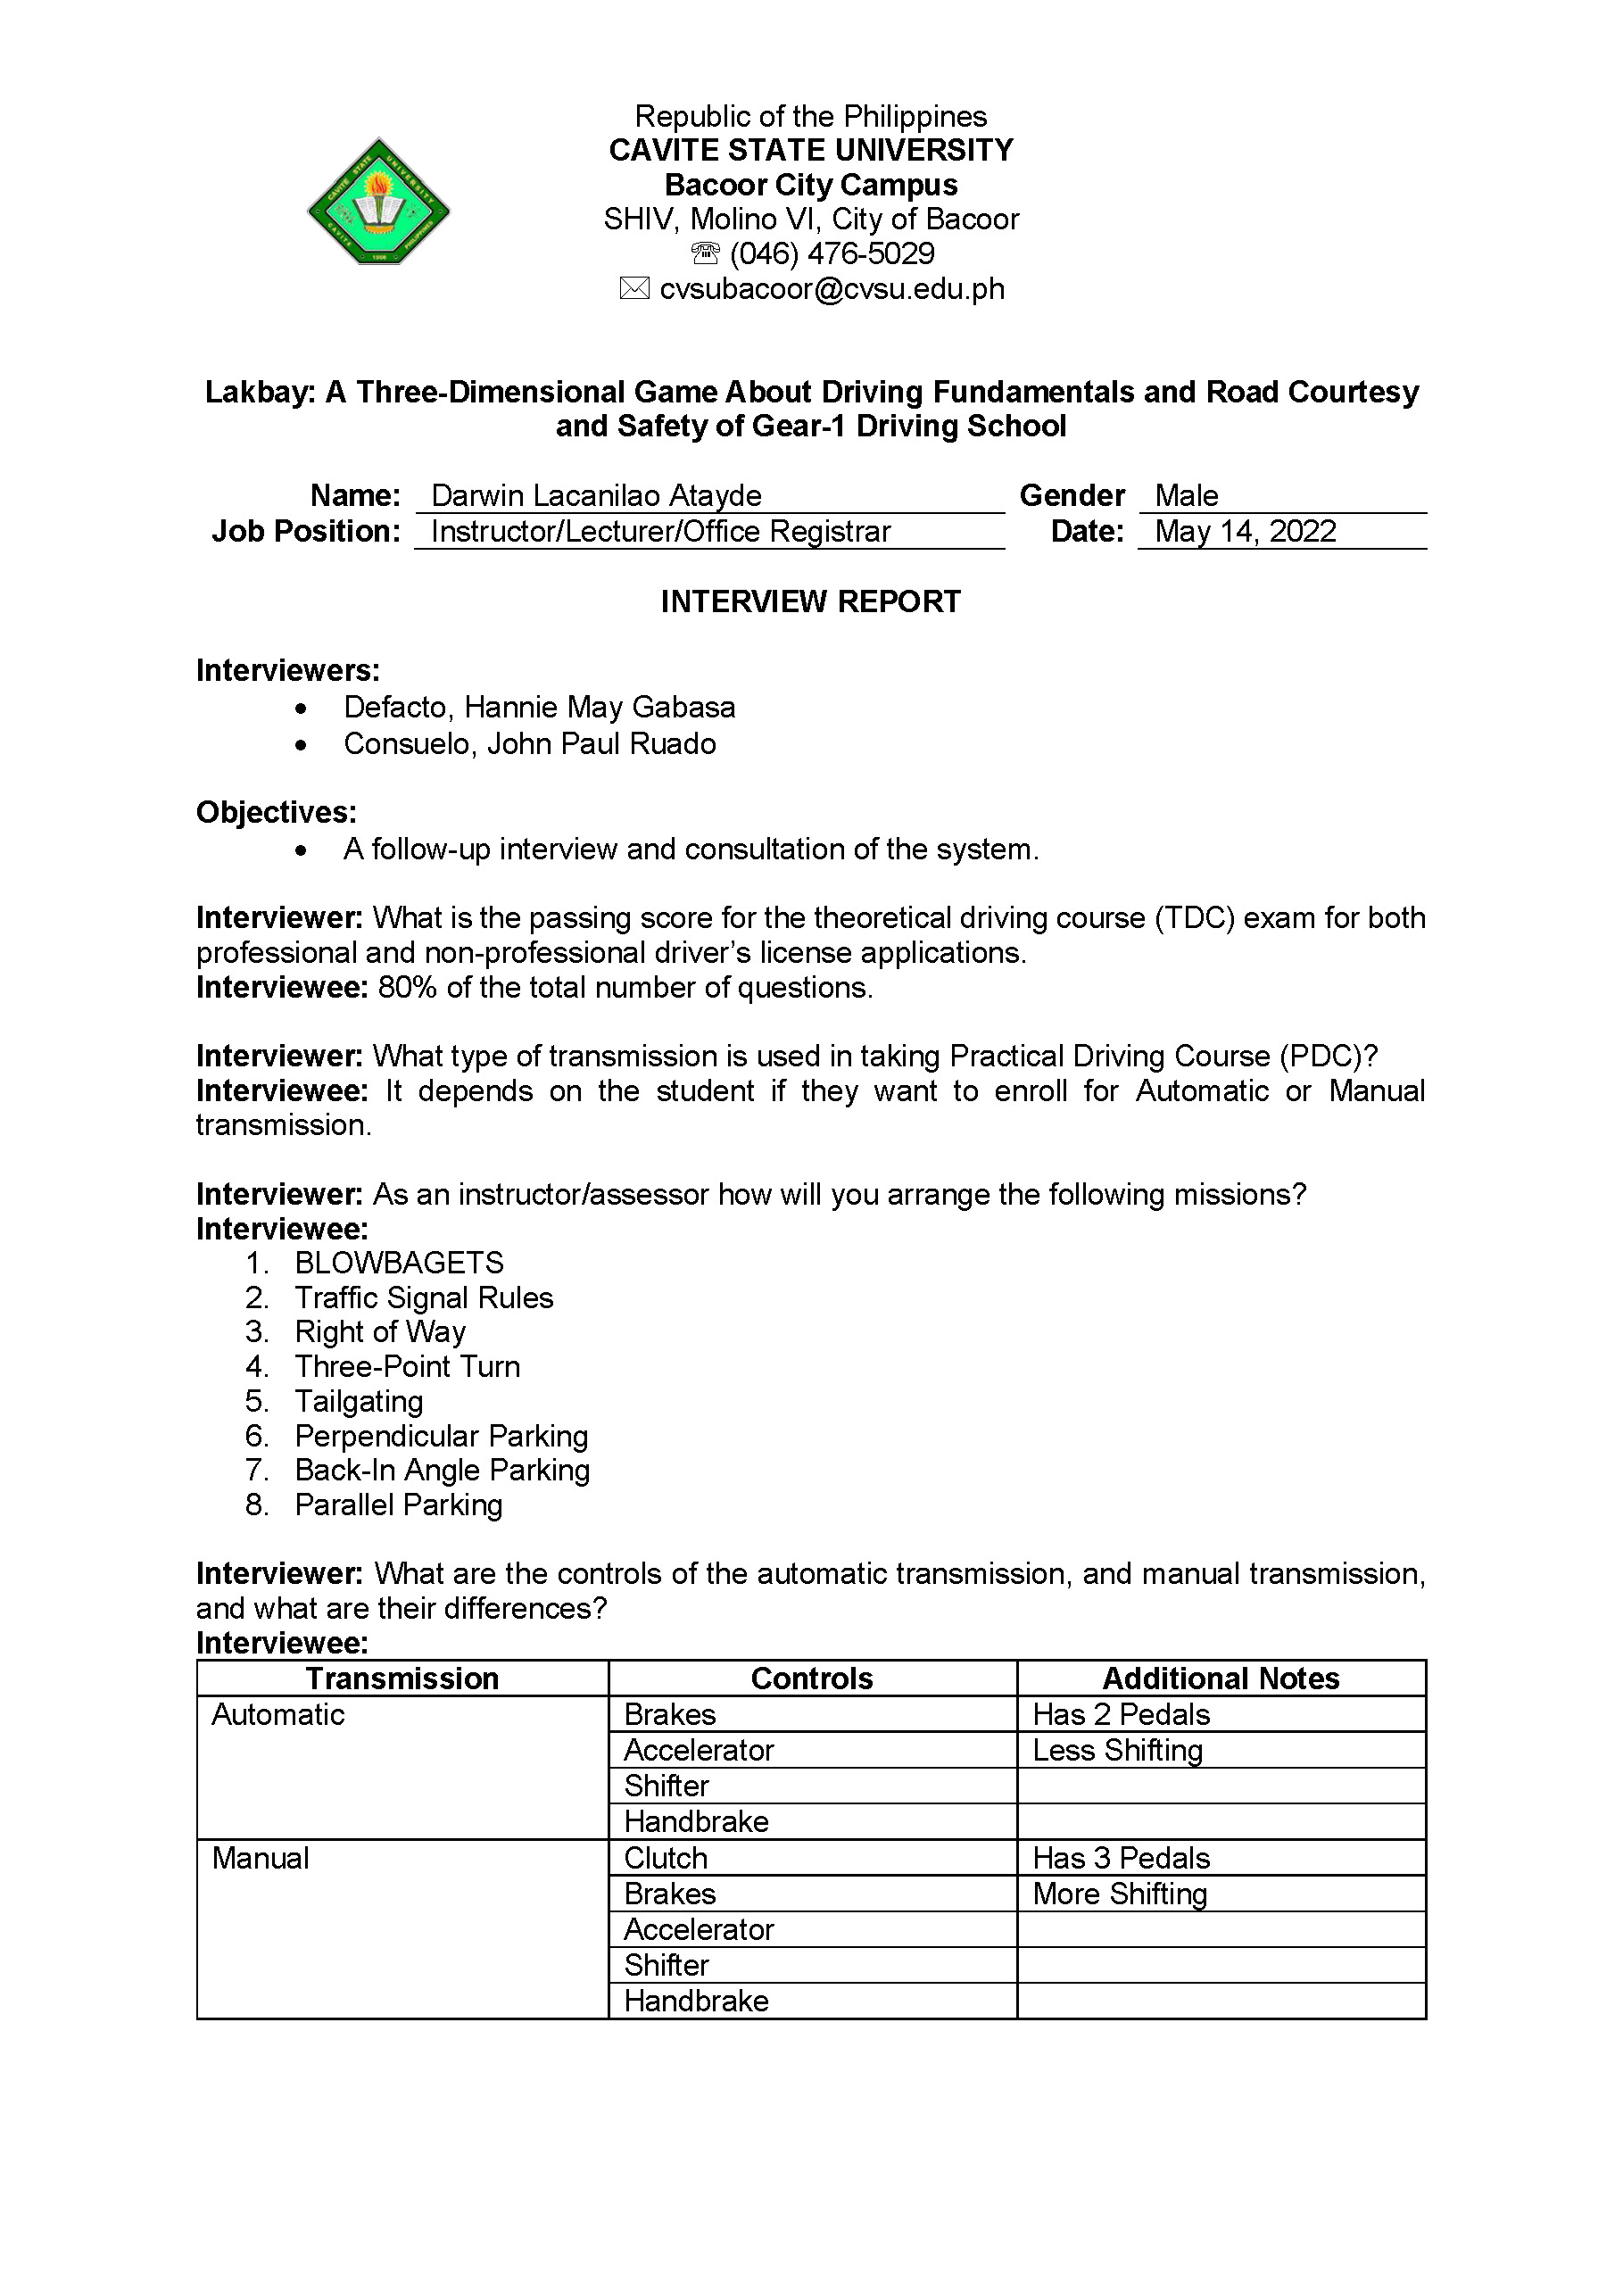 Republic of the Philippines
CAVITE STATE UNIVERSITY
Bacoor City Campus
SHIV, Molino VI, City of Bacoor
☏ (046) 476-5029
✉ cvsubacoor@cvsu.edu.ph
CAVITE STATE UNIVERSITY
CAVITE 1906 PHILIPPINES
Lakbay: A Three-Dimensional Game About Driving Fundamentals and Road Courtesy
and Safety of Gear-1 Driving School
Name: Darwin Lacanilao Atayde Gender Male
Job Position: Instructor/Lecturer/Office Registrar Date: May 14, 2022
INTERVIEW REPORT
Interviewers:
• Defacto, Hannie May Gabasa
• Consuelo, John Paul Ruado
Objectives:
• A follow-up interview and consultation of the system.
Interviewer: What is the passing score for the theoretical driving course (TDC) exam for both
professional and non-professional driver’s license applications.
Interviewee: 80% of the total number of questions.
Interviewer: What type of transmission is used in taking Practical Driving Course (PDC)?
Interviewee: It depends on the student if they want to enroll for Automatic or Manual
transmission.
Interviewer: As an instructor/assessor how will you arrange the following missions?
Interviewee:
1. BLOWBAGETS
2. Traffic Signal Rules
3. Right of Way
4. Three-Point Turn
5. Tailgating
6. Perpendicular Parking
7. Back-In Angle Parking
8. Parallel Parking
Interviewer: What are the controls of the automatic transmission, and manual transmission,
and what are their differences?
Interviewee:
Transmission Controls Additional Notes
Automatic Brakes Has 2 Pedals
Accelerator Less Shifting
Shifter
Handbrake
Manual Clutch Has 3 Pedals
Brakes More Shifting
Accelerator
Shifter
Handbrake